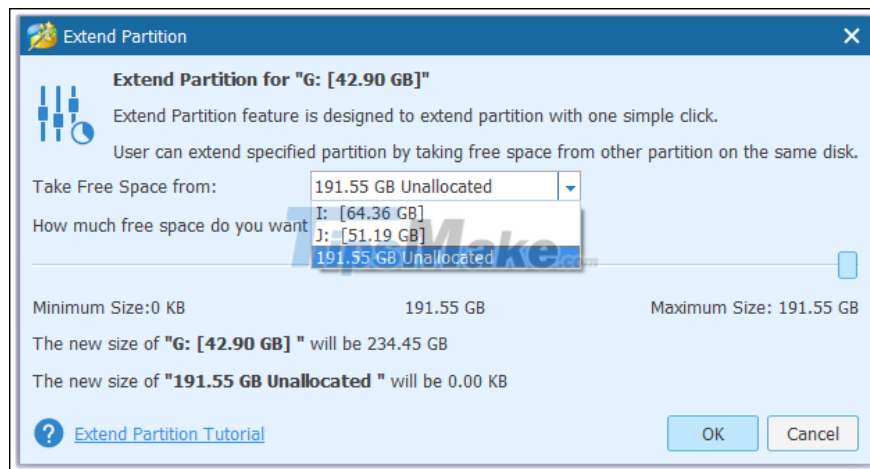 Extend Partition
Extend Partition for "G: [42.90 GB]"
Extend Partition feature is designed to extend partition with one simple click.
User can extend specified partition by taking free space from other partition on the same disk.
Take Free Space from: 191.55 GB Unallocated
I: [64.36 GB]
How much free space do you want
J: [51.19 GB]
191.55 GB Unallocated
TipsMake.com
Minimum Size:0 KB 191.55 GB Maximum Size: 191.55 GB
The new size of "G: [42.90 GB] " will be 234.45 GB
The new size of "191.55 GB Unallocated " will be 0.00 KB
? Extend Partition Tutorial OK Cancel